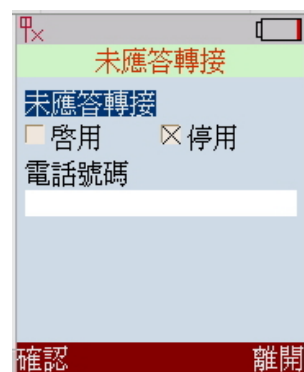 未應答轉接
未應答轉接
啓用 停用
電話號碼
確認 離開